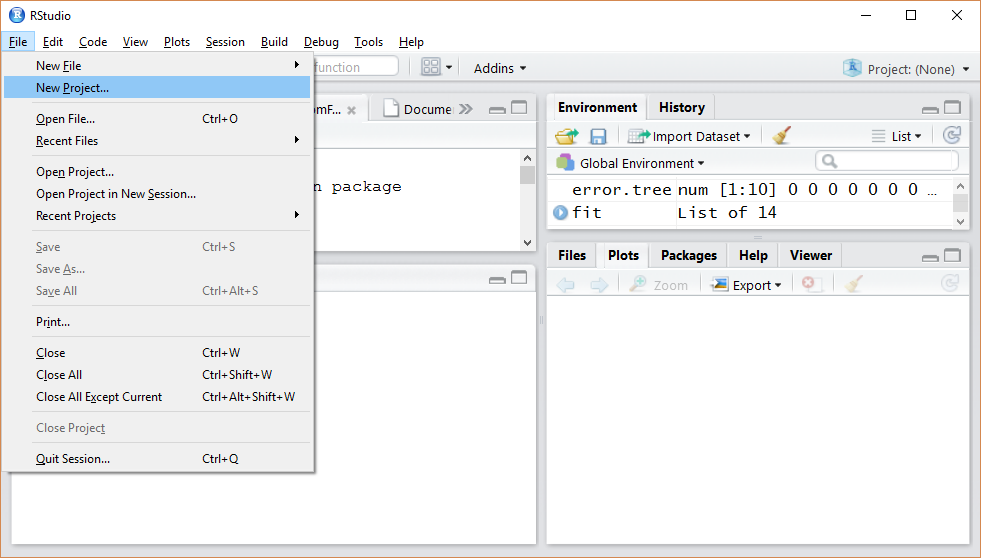 RStudio
File Edit Code View Plots Session Build Debug Tools Help
function Addins Project: (None)
New File
New Project...
Open File... Ctrl+O
Recent Files
Open Project...
Open Project in New Session...
Recent Projects
Save Ctrl+S
Save As...
Save All Ctrl+Alt+S
Print...
Close Ctrl+W
Close All Ctrl+Shift+W
Close All Except Current Ctrl+Alt+Shift+W
Close Project
Quit Session... Ctrl+Q
omF... Docume
n package
Environment History
Import Dataset List
Global Environment
error.tree num [1:10] 0 0 0 0 0 0 0 …
fit List of 14
Files Plots Packages Help Viewer
Zoom Export